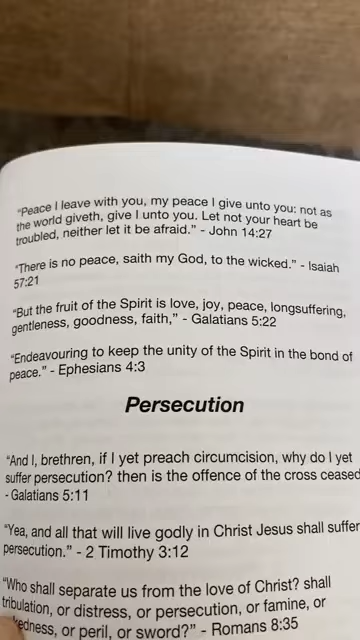 "Peace I leave with you, my peace I give unto you: not as
the world giveth, give I unto you. Let not your heart be
troubled, neither let it be afraid." - John 14:27
"There is no peace, saith my God, to the wicked." - Isaiah
57:21
"But the fruit of the Spirit is love, joy, peace, longsuffering,
gentleness, goodness, faith," - Galatians 5:22
"Endeavouring to keep the unity of the Spirit in the bond of
peace." - Ephesians 4:3
Persecution
"And I, brethren, if I yet preach circumcision, why do I yet
suffer persecution? then is the offence of the cross ceased
- Galatians 5:11
"Yea, and all that will live godly in Christ Jesus shall suffer
persecution." - 2 Timothy 3:12
"Who shall separate us from the love of Christ? shall
tribulation, or distress, or persecution, or famine, or
kedness, or peril, or sword?" - Romans 8:35